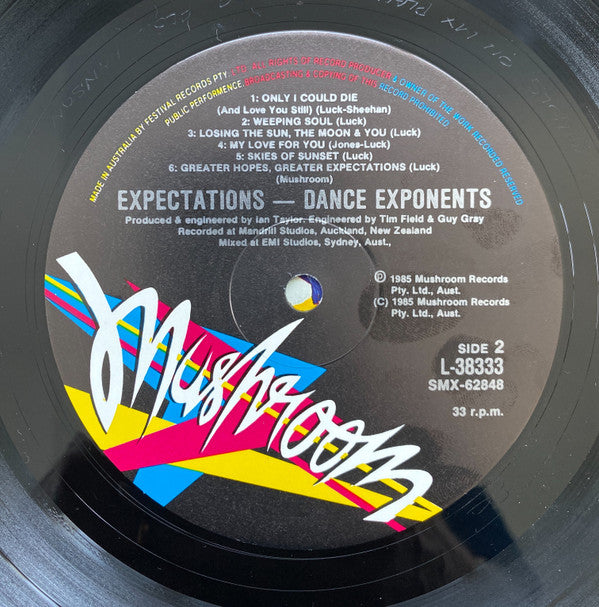 MADE IN AUSTRALIA BY FESTIVAL RECORDS PTY. LTD. ALL RIGHTS OF RECORD PRODUCER & OWNER OF THE WORK RECORDED RESERVED
PUBLIC PERFORMENCE BROADCASTING & COPYING OF THIS RECORD PROHIBITED
1: ONLY I COULD DIE
(And Love You Still) (Luck-Sheehan)
2: WEEPING SOUL (Luck)
3: LOSING THE SUN, THE MOON & YOU (Luck)
4: MY LOVE FOR YOU (Jones-Luck)
5: SKIES OF SUNSET (Luck)
6: GREATER HOPES, GREATER EXPECTATIONS (Luck)
(Mushroom)
EXPECTATIONS — DANCE EXPONENTS
Produced & engineered by Ian Taylor. Engineered by Tim Field & Guy Gray
Recorded at Mandrill Studios, Auckland, New Zealand
Mixed at EMI Studios, Sydney, Aust.,
Ⓟ 1985 Mushroom Records
Pty. Ltd., Aust.
(C) 1985 Mushroom Records
Pty. Ltd., Aust.
SIDE 2
L-38333
SMX-62848
33 r.p.m.
Mushroom